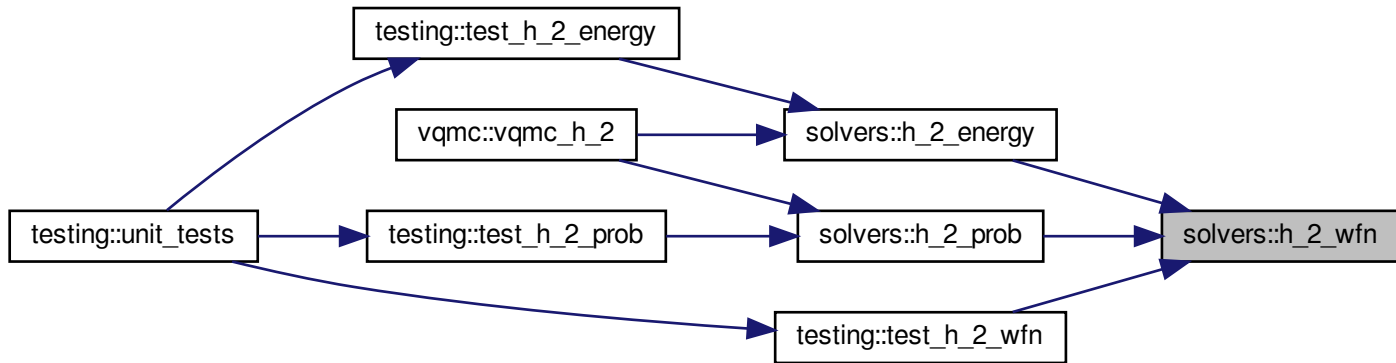 testing::test_h_2_energy
vqmc::vqmc_h_2
solvers::h_2_energy
testing::unit_tests
testing::test_h_2_prob
solvers::h_2_prob
solvers::h_2_wfn
testing::test_h_2_wfn